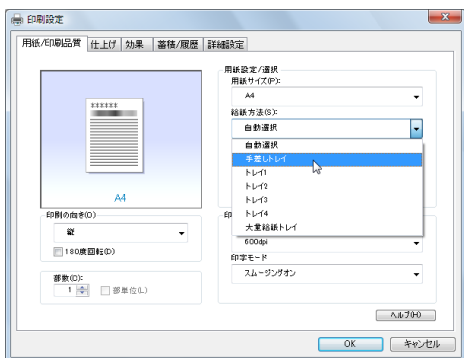 印刷設定
用紙/印刷品質 仕上げ 効果 蓄積/履歴 詳細設定
XXXXXX
A4
印刷の向き(O)
縦
180度回転(D)
部数(C):
1 部単位(L)
用紙設定/選択
用紙サイズ(P):
A4
給紙方法(S):
自動選択
自動選択
手差しトレイ
トレイ1
トレイ2
トレイ3
トレイ4
大量給紙トレイ
印
600dpi
印字モード
スムージングオン
ヘルプ(H)
OK キャンセル